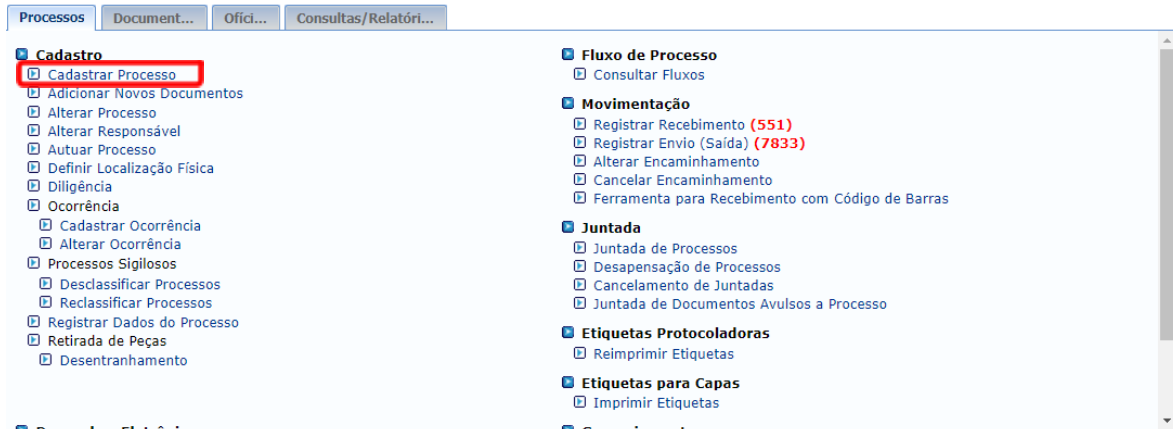 Processos Document... Ofíci... Consultas/Relatóri...
Cadastro
Cadastrar Processo
Adicionar Novos Documentos
Alterar Processo
Alterar Responsável
Autuar Processo
Definir Localização Física
Diligência
Ocorrência
Cadastrar Ocorrência
Alterar Ocorrência
Processos Sigilosos
Desclassificar Processos
Reclassificar Processos
Registrar Dados do Processo
Retirada de Peças
Desentranhamento
Fluxo de Processo
Consultar Fluxos
Movimentação
Registrar Recebimento (551)
Registrar Envio (Saída) (7833)
Alterar Encaminhamento
Cancelar Encaminhamento
Ferramenta para Recebimento com Código de Barras
Juntada
Juntada de Processos
Desapensação de Processos
Cancelamento de Juntadas
Juntada de Documentos Avulsos a Processo
Etiquetas Protocoladoras
Reimprimir Etiquetas
Etiquetas para Capas
Imprimir Etiquetas